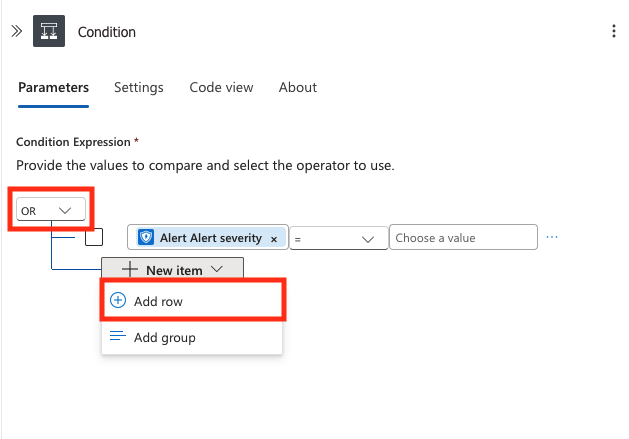 Condition
Parameters Settings Code view About
Condition Expression *
Provide the values to compare and select the operator to use.
OR
Alert Alert severity × = Choose a value ...
+ New item
Add row
Add group